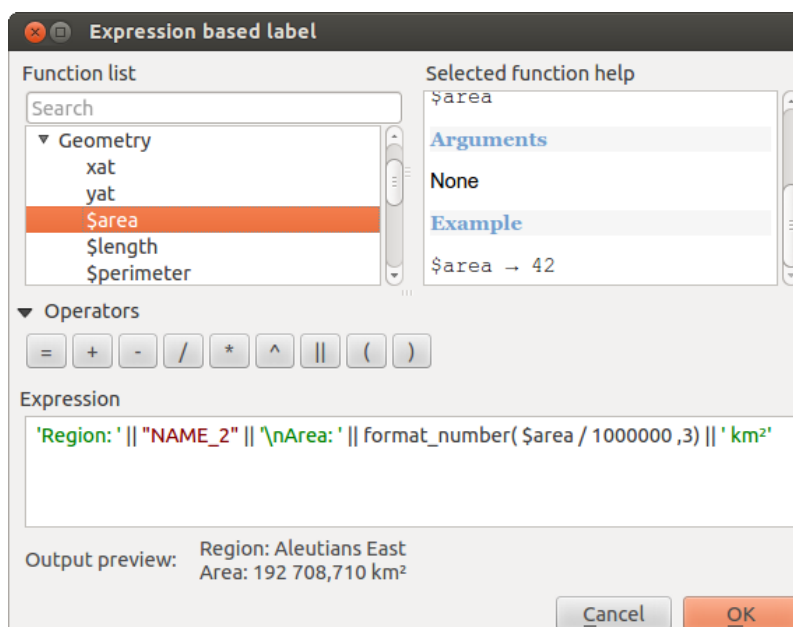 Expression based label
Function list
Selected function help
Search
Geometry
xat
yat
$area
$length
$perimeter
$area
Arguments
None
Example
$area → 42
Operators
= + - / * ^ || ( )
Expression
'Region: ' || "NAME_2" || '\nArea: ' || format_number( $area / 1000000 ,3) || ' km²'
Output preview:
Region: Aleutians East
Area: 192 708,710 km²
Cancel
OK